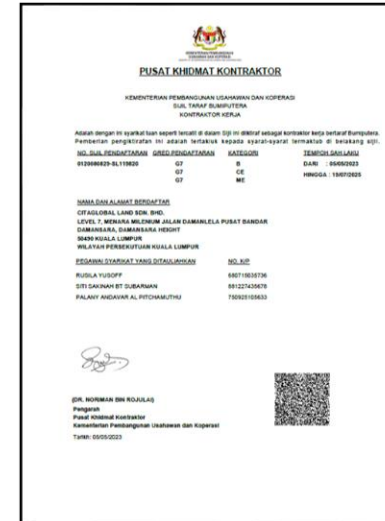 KEMENTERIAN PEMBANGUNAN
USAHAWAN DAN KOPERASI
PUSAT KHIDMAT KONTRAKTOR
KEMENTERIAN PEMBANGUNAN USAHAWAN DAN KOPERASI
SIJIL TARAF BUMIPUTERA
KONTRAKTOR KERJA
Adalah dengan ini syarikat tuan seperti tercatit di dalam Sijil ini diiktiraf sebagai kontraktor kerja bertaraf Bumiputera.
Pemberian pengiktirafan ini adalah tertakluk kepada syarat-syarat termaktub di belakang sijil.
NO. SIJIL PENDAFTARAN GRED PENDAFTARAN KATEGORI TEMPOH SAH LAKU
G7 B DARI : 05/05/2023
G7 CE HINGGA : 15/07/2025
G7 ME
NAMA DAN ALAMAT BERDAFTAR
CITAGLOBAL LAND SDN. BHD.
LEVEL 7, MENARA MILENIUM JALAN DAMANLELA PUSAT BANDAR
DAMANSARA, DAMANSARA HEIGHT
50490 KUALA LUMPUR
WILAYAH PERSEKUTUAN KUALA LUMPUR
PEGAWAI SYARIKAT YANG DITAULIAHKAN NO. K/P
RUSILA YUSOFF
SITI SAKINAH BT SUBARMAN
PALANY ANDAVAR AL PITCHAMUTHU
(DR. NORIMAN BIN ROJULAI)
Pengarah
Pusat Khidmat Kontraktor
Kementerian Pembangunan Usahawan dan Koperasi
Tarikh: 05/05/2023